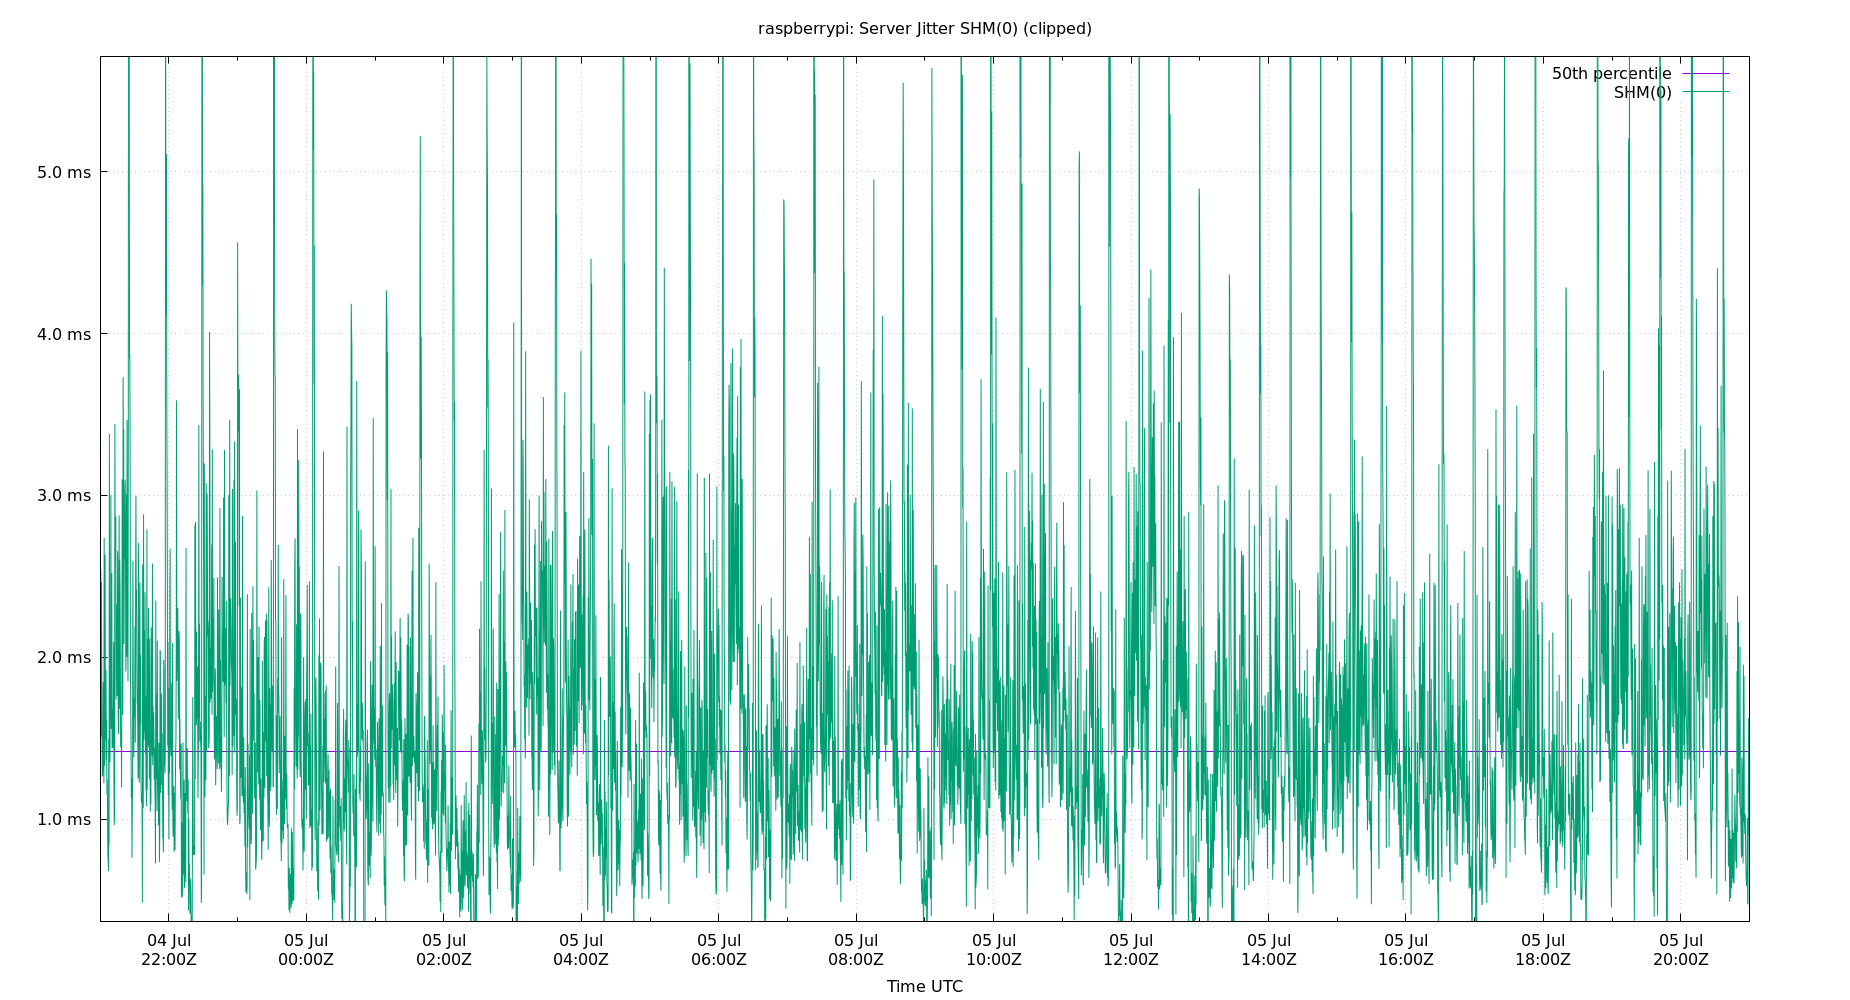 raspberrypi: Server Jitter SHM(0) (clipped)
50th percentile
SHM(0)
5.0 ms
4.0 ms
3.0 ms
2.0 ms
1.0 ms
04 Jul 05 Jul 05 Jul 05 Jul 05 Jul 05 Jul 05 Jul 05 Jul 05 Jul 05 Jul 05 Jul 05 Jul
22:00Z 00:00Z 02:00Z 04:00Z 06:00Z 08:00Z 10:00Z 12:00Z 14:00Z 16:00Z 18:00Z 20:00Z
Time UTC